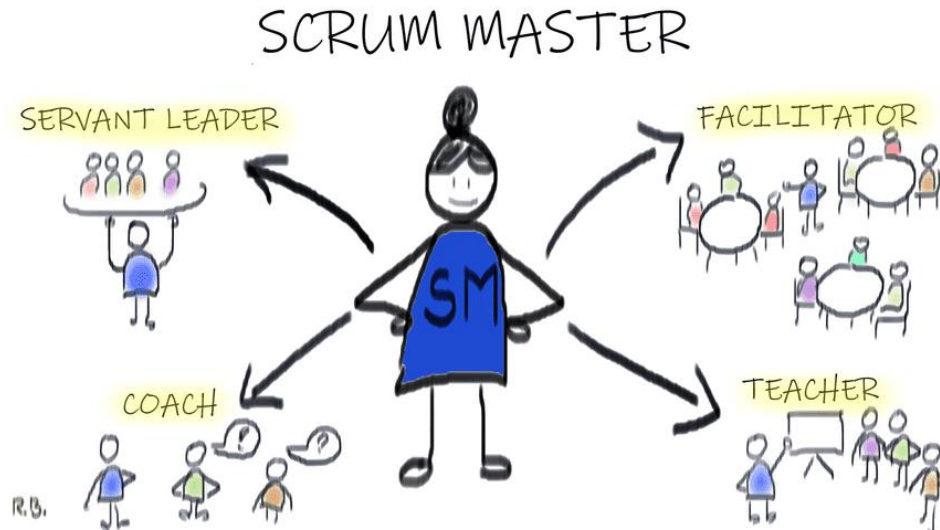 SCRUM MASTER
SERVANT LEADER
FACILITATOR
SM
COACH
TEACHER
! ?
R.B.